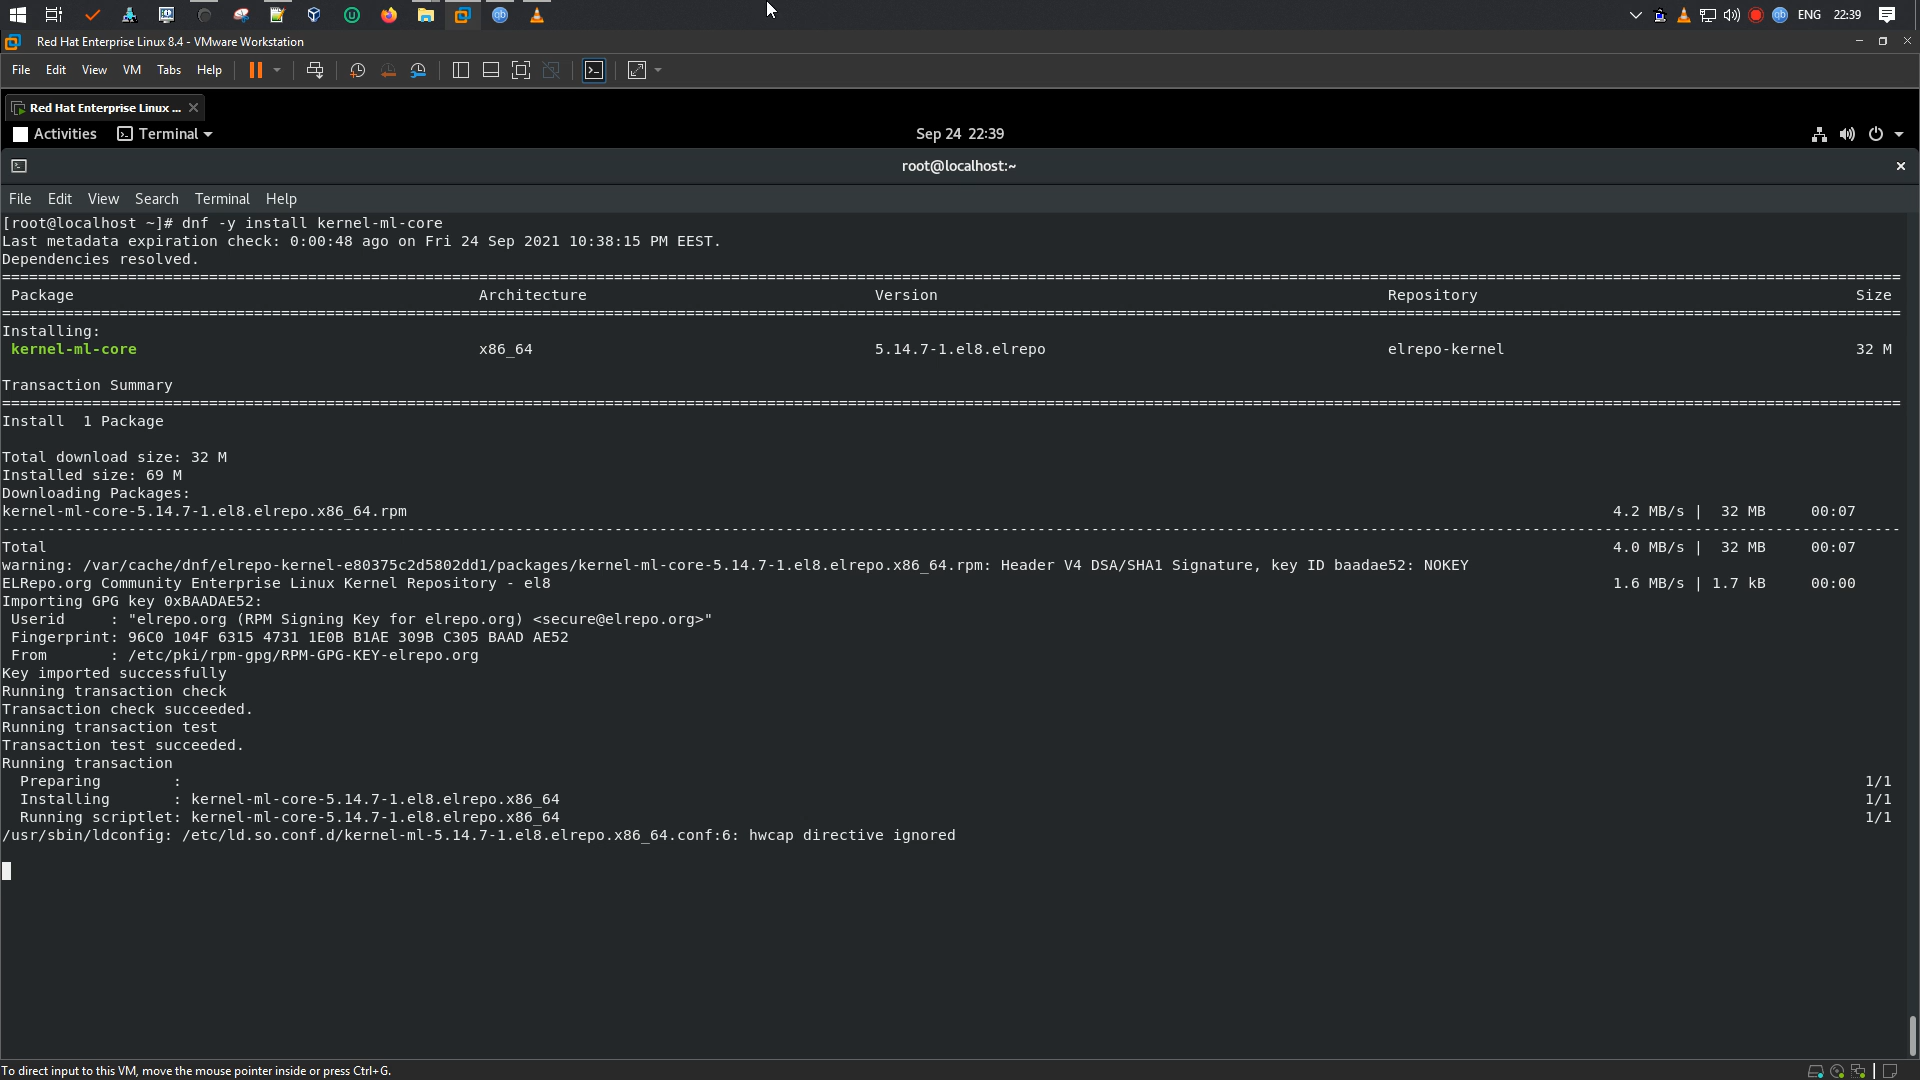 ENG 22:39
Red Hat Enterprise Linux 8.4 - VMware Workstation
File Edit View VM Tabs Help
Red Hat Enterprise Linux ...
Activities Terminal Sep 24 22:39
root@localhost:~
File Edit View Search Terminal Help
[root@localhost ~]# dnf -y install kernel-ml-core
Last metadata expiration check: 0:00:48 ago on Fri 24 Sep 2021 10:38:15 PM EEST.
Dependencies resolved.
Package Architecture Version Repository Size
Installing:
kernel-ml-core x86_64 5.14.7-1.el8.elrepo elrepo-kernel 32 M
Transaction Summary
Install 1 Package
Total download size: 32 M
Installed size: 69 M
Downloading Packages:
kernel-ml-core-5.14.7-1.el8.elrepo.x86_64.rpm 4.2 MB/s | 32 MB 00:07
Total 4.0 MB/s | 32 MB 00:07
warning: /var/cache/dnf/elrepo-kernel-e80375c2d5802dd1/packages/kernel-ml-core-5.14.7-1.el8.elrepo.x86_64.rpm: Header V4 DSA/SHA1 Signature, key ID baadae52: NOKEY
ELRepo.org Community Enterprise Linux Kernel Repository - el8 1.6 MB/s | 1.7 kB 00:00
Importing GPG key 0xBAADAE52:
Userid : "elrepo.org (RPM Signing Key for elrepo.org) <secure@elrepo.org>"
Fingerprint: 96C0 104F 6315 4731 1E0B B1AE 309B C305 BAAD AE52
From : /etc/pki/rpm-gpg/RPM-GPG-KEY-elrepo.org
Key imported successfully
Running transaction check
Transaction check succeeded.
Running transaction test
Transaction test succeeded.
Running transaction
Preparing : 1/1
Installing : kernel-ml-core-5.14.7-1.el8.elrepo.x86_64 1/1
Running scriptlet: kernel-ml-core-5.14.7-1.el8.elrepo.x86_64 1/1
/usr/sbin/ldconfig: /etc/ld.so.conf.d/kernel-ml-5.14.7-1.el8.elrepo.x86_64.conf:6: hwcap directive ignored
To direct input to this VM, move the mouse pointer inside or press Ctrl+G.